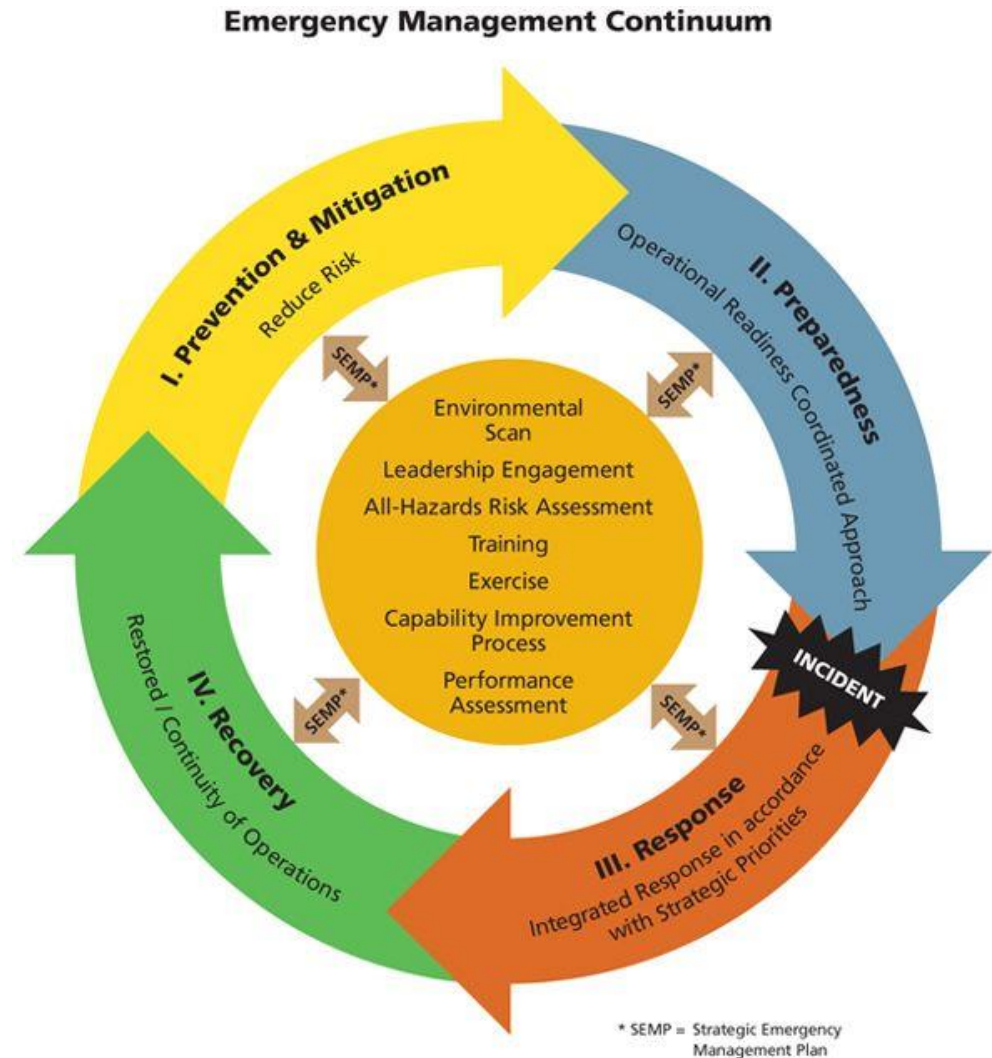 Emergency Management Continuum
I. Prevention & Mitigation
Reduce Risk
II. Preparedness
Operational Readiness Coordinated Approach
SEMP*
SEMP*
Environmental
Scan
Leadership Engagement
All-Hazards Risk Assessment
Training
Exercise
Capability Improvement
Process
Performance
Assessment
INCIDENT
SEMP*
SEMP*
III. Response
Integrated Response in accordance
with Strategic Priorities
IV. Recovery
Restored / Continuity of Operations
* SEMP = Strategic Emergency
Management Plan